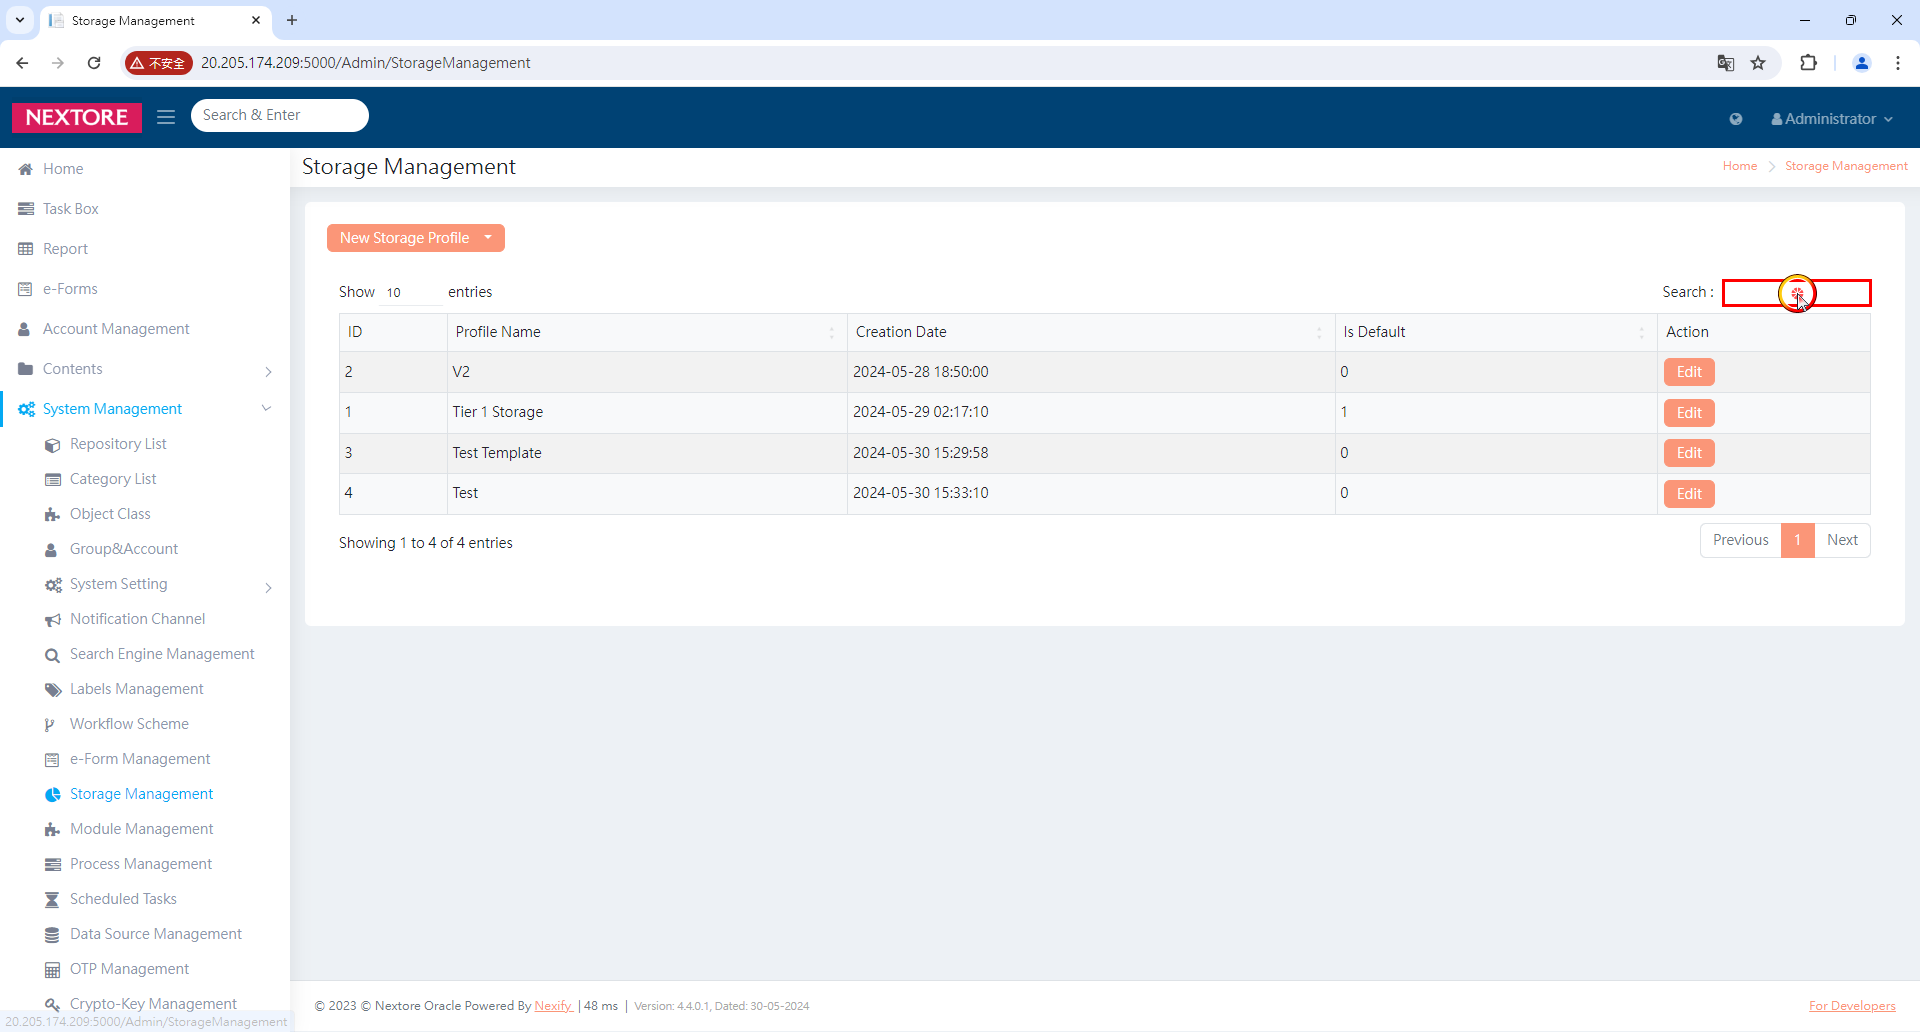 Storage Management
不安全 20.205.174.209:5000/Admin/StorageManagement
NEXTORE
Search & Enter
Administrator
Home
Task Box
Report
e-Forms
Account Management
Contents
System Management
Repository List
Category List
Object Class
Group&Account
System Setting
Notification Channel
Search Engine Management
Labels Management
Workflow Scheme
e-Form Management
Storage Management
Module Management
Process Management
Scheduled Tasks
Data Source Management
OTP Management
Crypto-Key Management
20.205.174.209:5000/Admin/StorageManagement
Storage Management
Home Storage Management
New Storage Profile
Show 10 entries
Search :
ID Profile Name Creation Date Is Default Action
2 V2 2024-05-28 18:50:00 0 Edit
1 Tier 1 Storage 2024-05-29 02:17:10 1 Edit
3 Test Template 2024-05-30 15:29:58 0 Edit
4 Test 2024-05-30 15:33:10 0 Edit
Showing 1 to 4 of 4 entries
Previous 1 Next
© 2023 © Nextore Oracle Powered By Nexify | 48 ms | Version: 4.4.0.1, Dated: 30-05-2024
For Developers